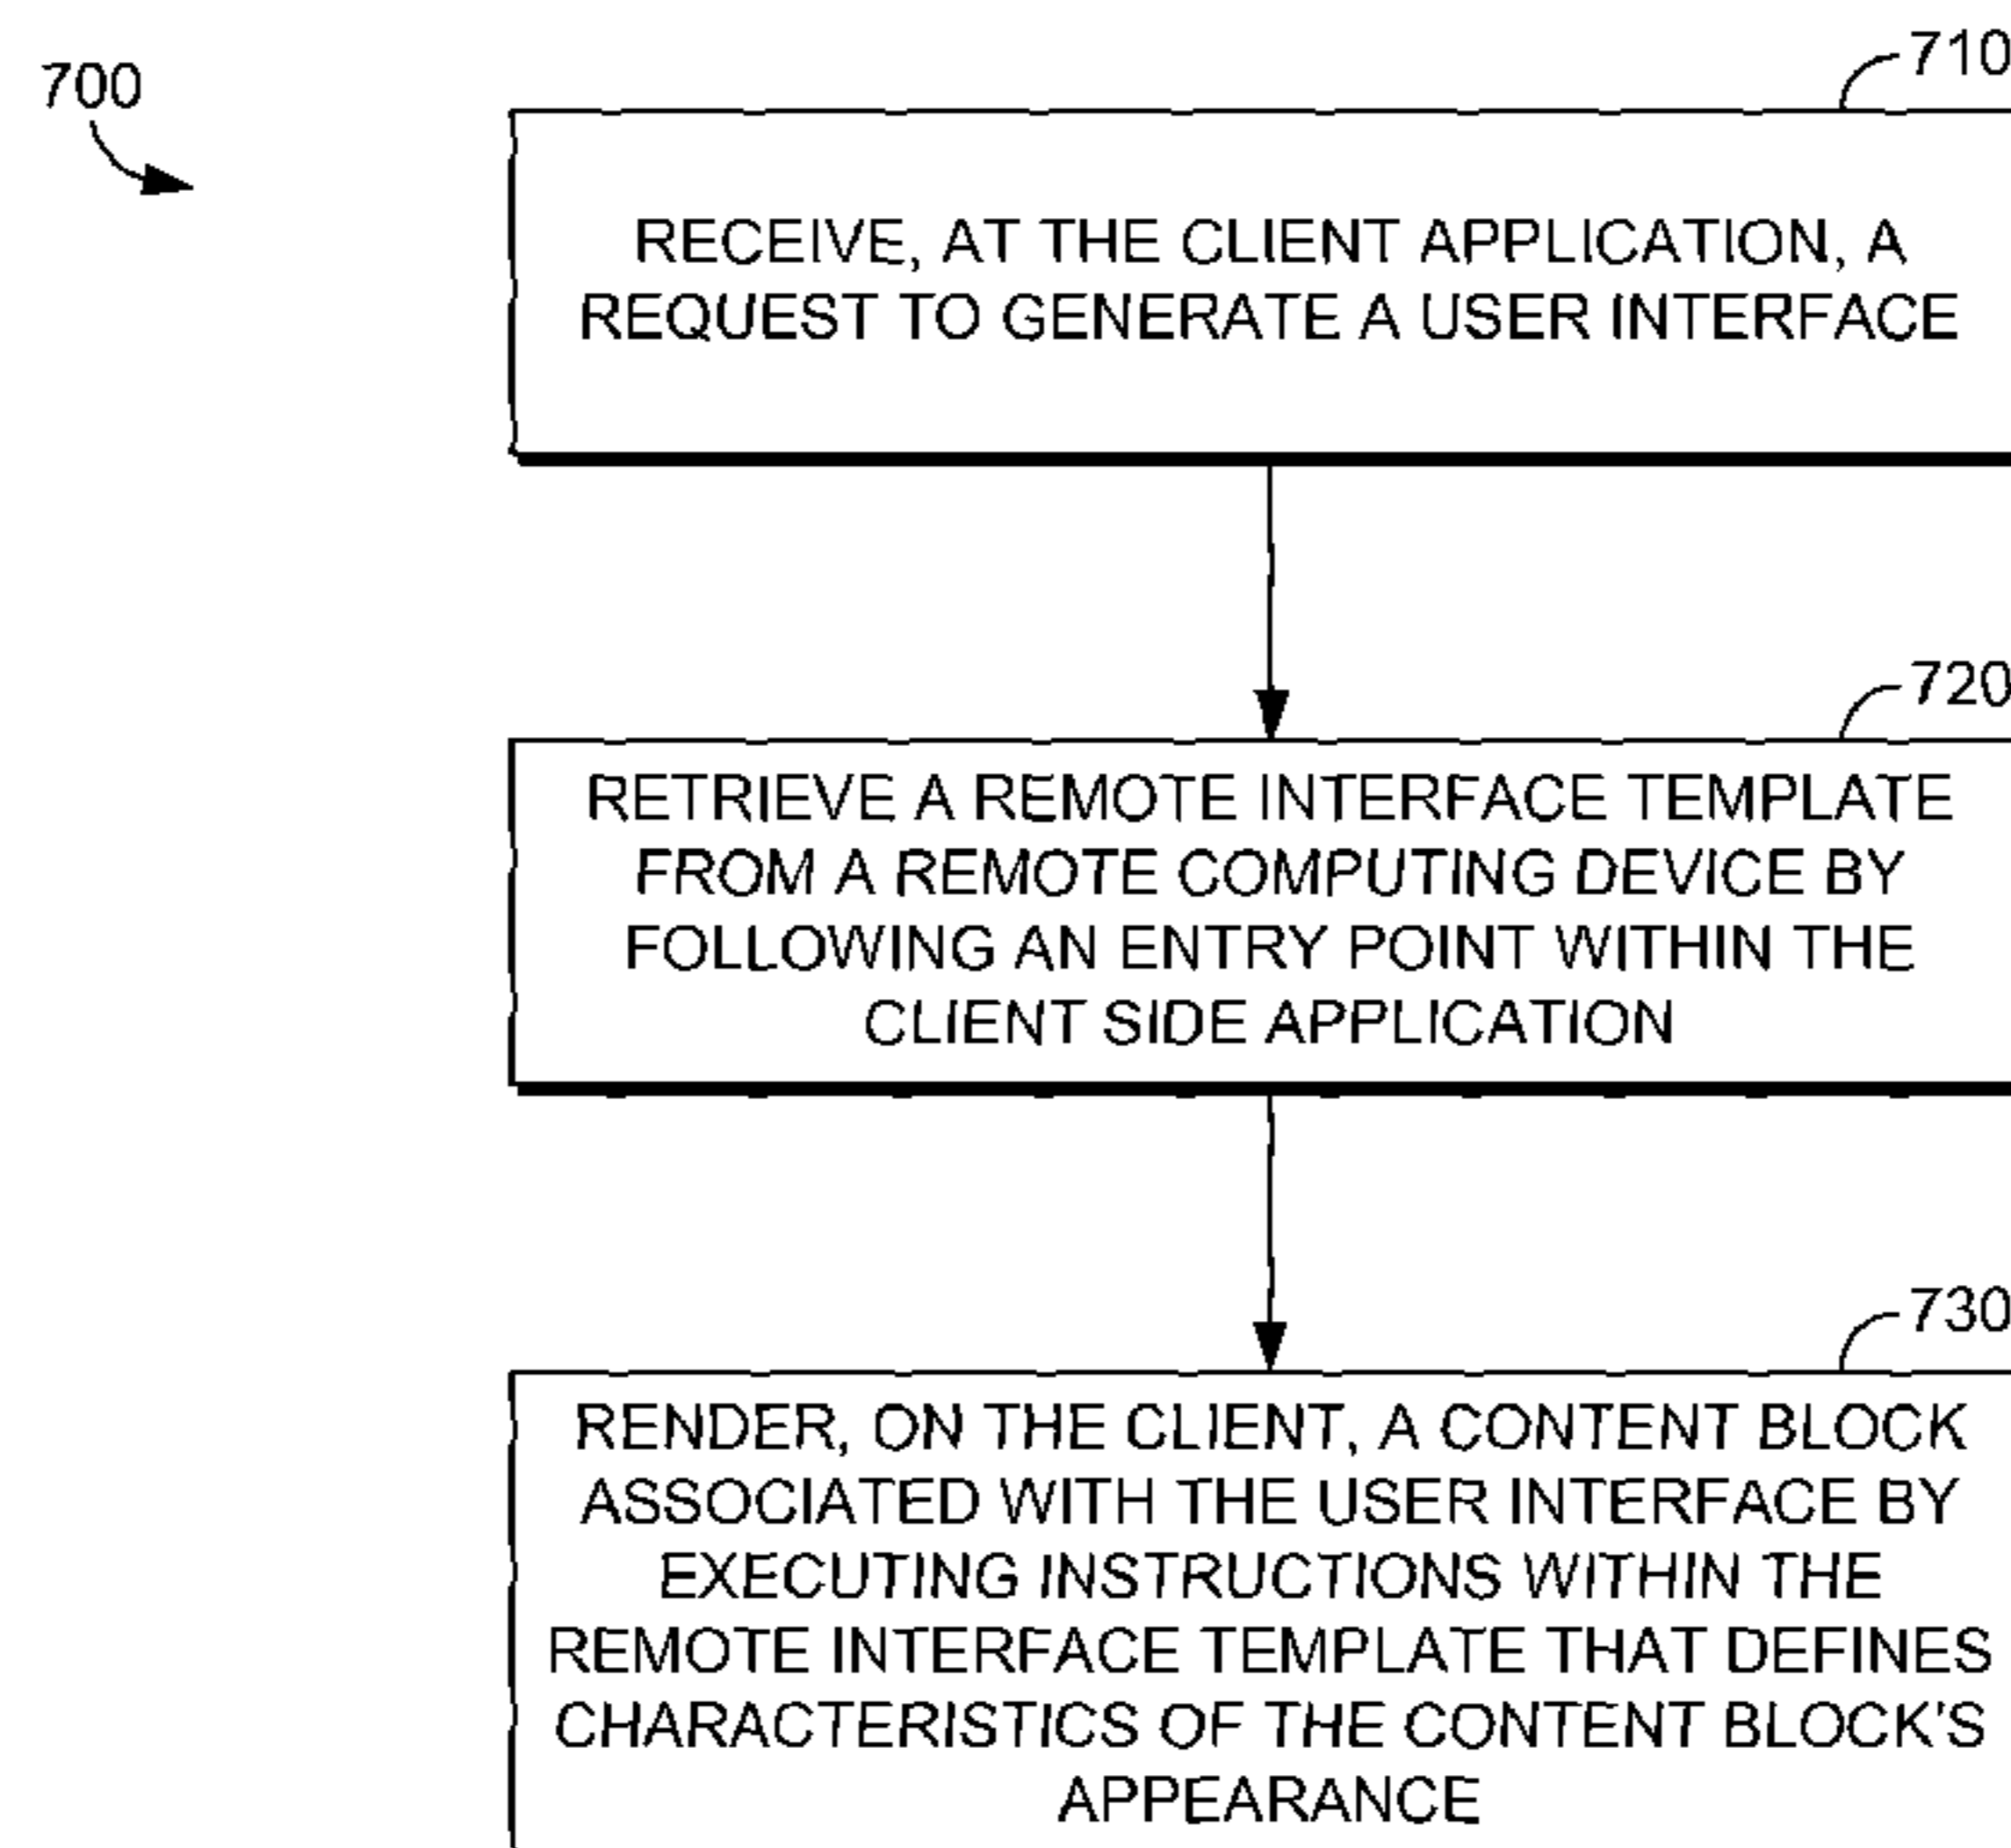 700
710
RECEIVE, AT THE CLIENT APPLICATION, A
REQUEST TO GENERATE A USER INTERFACE
720
RETRIEVE A REMOTE INTERFACE TEMPLATE
FROM A REMOTE COMPUTING DEVICE BY
FOLLOWING AN ENTRY POINT WITHIN THE
CLIENT SIDE APPLICATION
730
RENDER, ON THE CLIENT, A CONTENT BLOCK
ASSOCIATED WITH THE USER INTERFACE BY
EXECUTING INSTRUCTIONS WITHIN THE
REMOTE INTERFACE TEMPLATE THAT DEFINES
CHARACTERISTICS OF THE CONTENT BLOCK'S
APPEARANCE